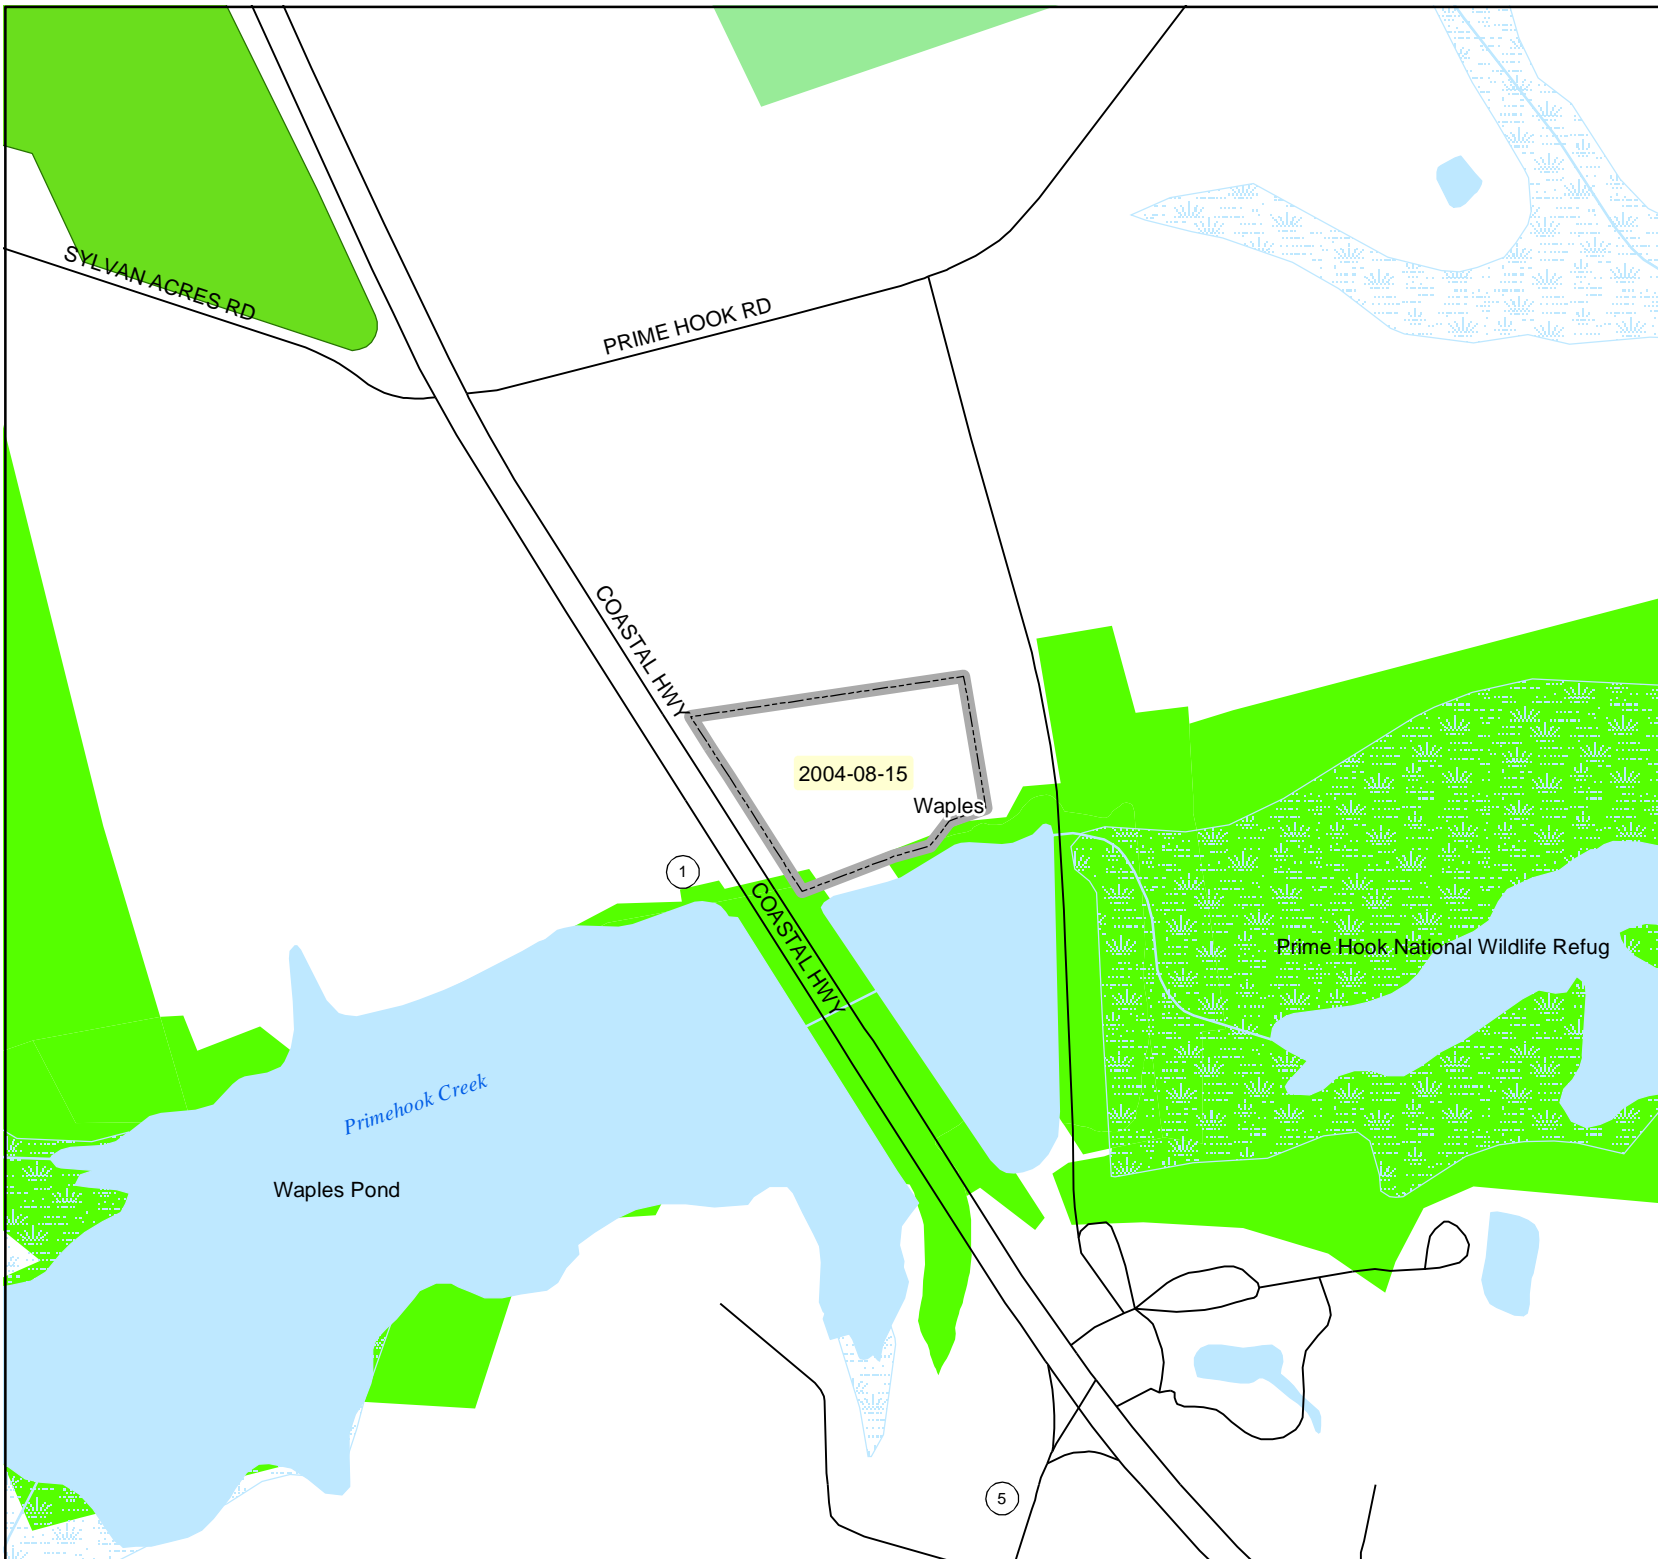 SYLVAN ACRES RD
PRIME HOOK RD
COASTAL HWY
2004-08-15
Waples
1
COASTAL HWY
Prime Hook National Wildlife Refug
Primehook Creek
Waples Pond
5